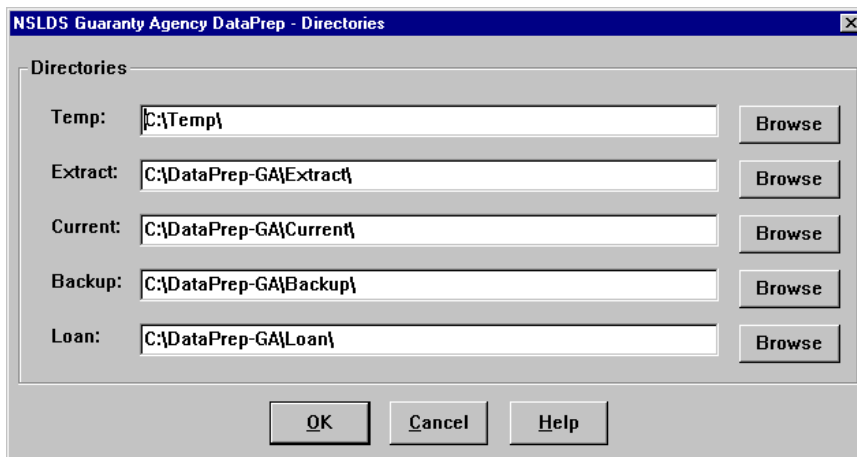 NSLDS Guaranty Agency DataPrep - Directories
Directories
Temp: C:\Temp\ Browse
Extract: C:\DataPrep-GA\Extract\ Browse
Current: C:\DataPrep-GA\Current\ Browse
Backup: C:\DataPrep-GA\Backup\ Browse
Loan: C:\DataPrep-GA\Loan\ Browse
OK Cancel Help